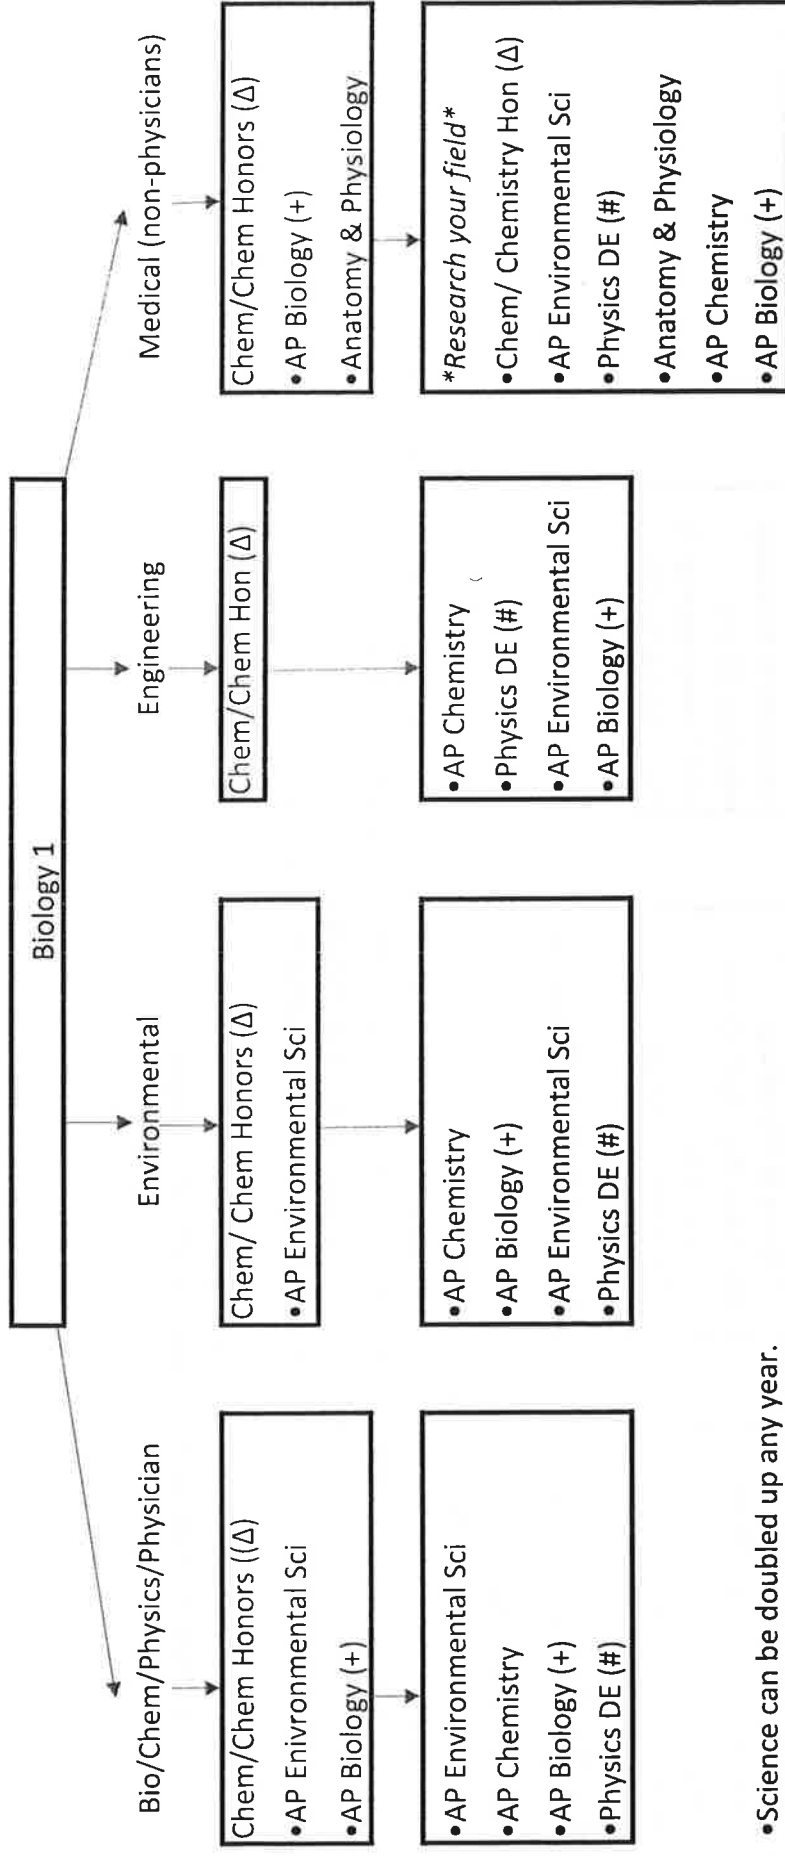 Biology 1
Bio/Chem/Physics/Physician
Chem/Chem Honors ((Δ)
•AP Enivronmental Sci
•AP Biology (+)
•AP Environmental Sci
•AP Chemistry
•AP Biology (+)
•Physics DE (#)
Environmental
Chem/ Chem Honors (Δ)
•AP Environmental Sci
•AP Chemistry
•AP Biology (+)
•AP Environmental Sci
•Physics DE (#)
Engineering
Chem/Chem Hon (Δ)
•AP Chemistry
•Physics DE (#)
•AP Environmental Sci
•AP Biology (+)
Medical (non-physicians)
Chem/Chem Honors (Δ)
•AP Biology (+)
•Anatomy & Physiology
*Research your field*
•Chem/ Chemistry Hon (Δ)
•AP Environmental Sci
•Physics DE (#)
•Anatomy & Physiology
•AP Chemistry
•AP Biology (+)
•Science can be doubled up any year.